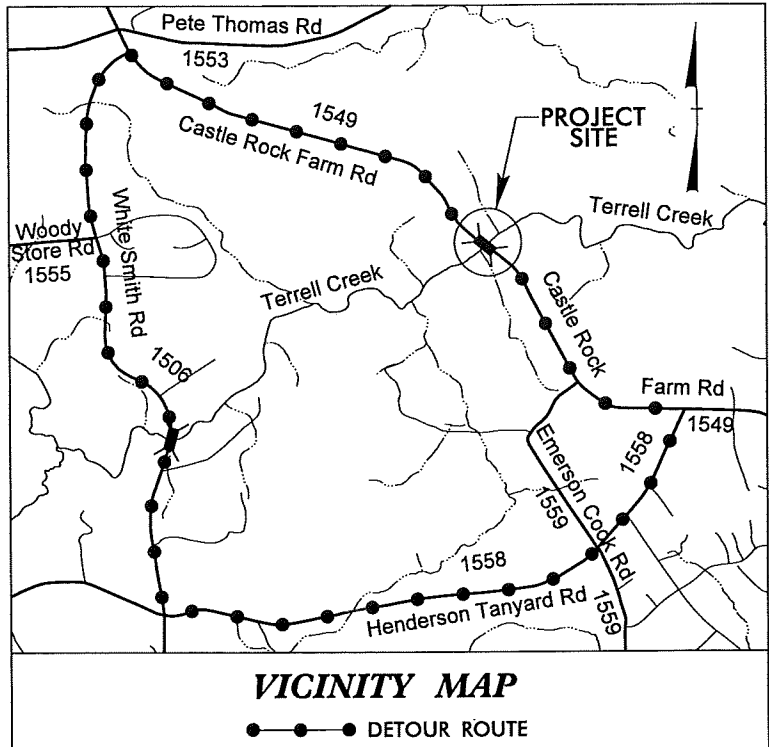 Pete Thomas Rd
1553
1549
Castle Rock Farm Rd
PROJECT
SITE
Terrell Creek
White Smith Rd
Woody
Store Rd
1555
Terrell Creek
Castle Rock
1506
Farm Rd
1549
1558
Emerson Cook Rd
1559
1558
Henderson Tanyard Rd
1559
VICINITY MAP
DETOUR ROUTE